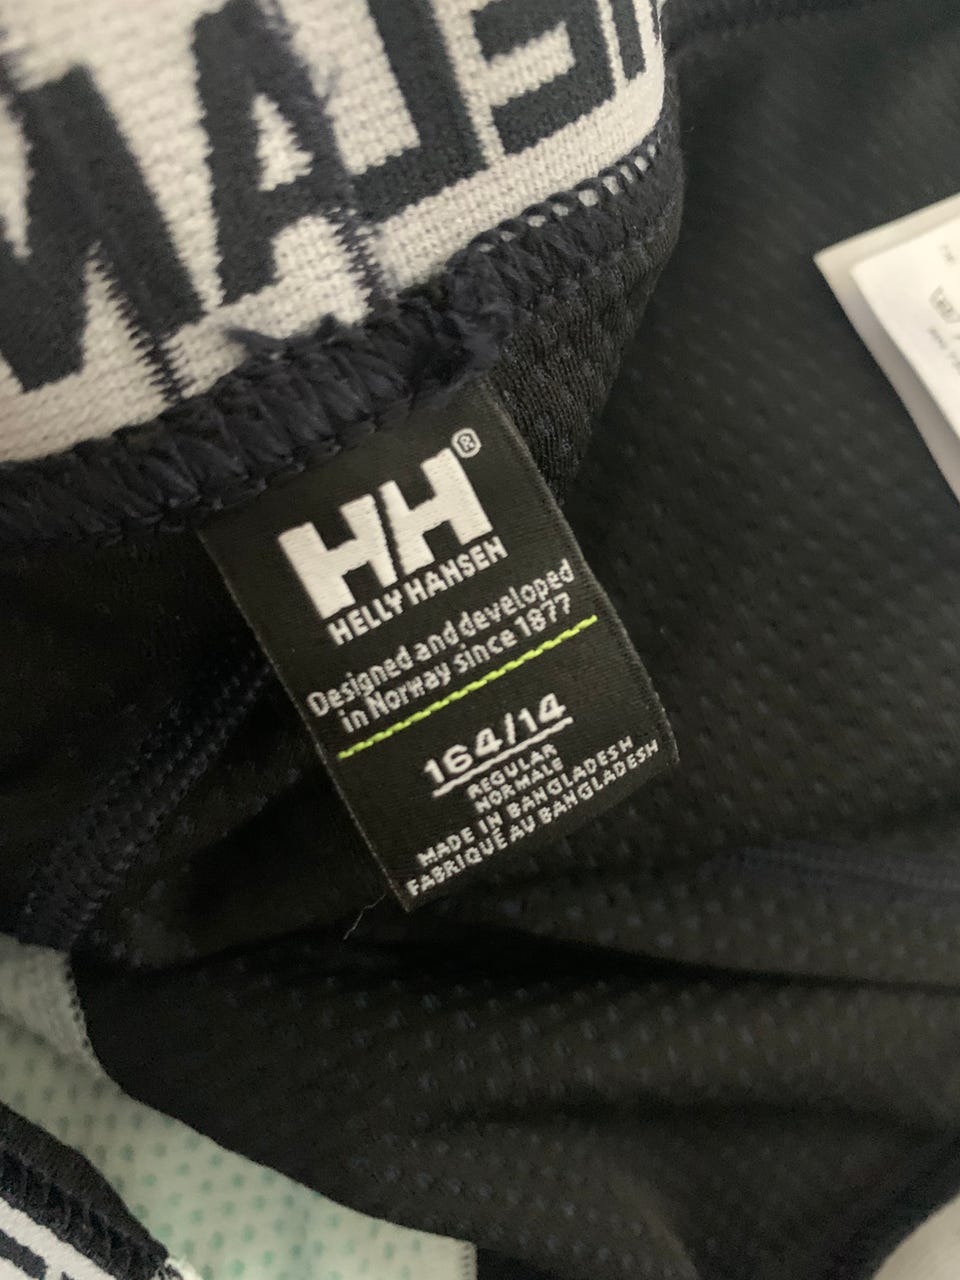 HH®
HELLY HANSEN
Designed and developed
in Norway since 1877
164/14
REGULAR
NORMALE
MADE IN BANGLADESH
FABRIQUÉ AU BANGLADESH